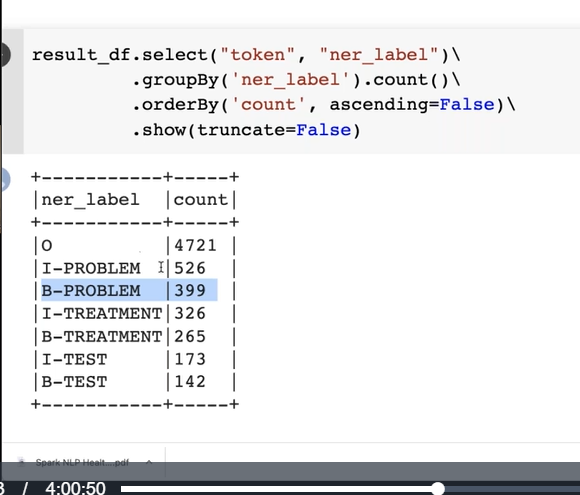 result_df.select("token", "ner_label")\
.groupBy('ner_label').count()\
.orderBy('count', ascending=False)\
.show(truncate=False)
+-----------+-----+
|ner_label  |count|
+-----------+-----+
|O          |4721 |
|I-PROBLEM  |526  |
|B-PROBLEM  |399  |
|I-TREATMENT|326  |
|B-TREATMENT|265  |
|I-TEST     |173  |
|B-TEST     |142  |
+-----------+-----+
Spark NLP Healt....pdf
/ 4:00:50